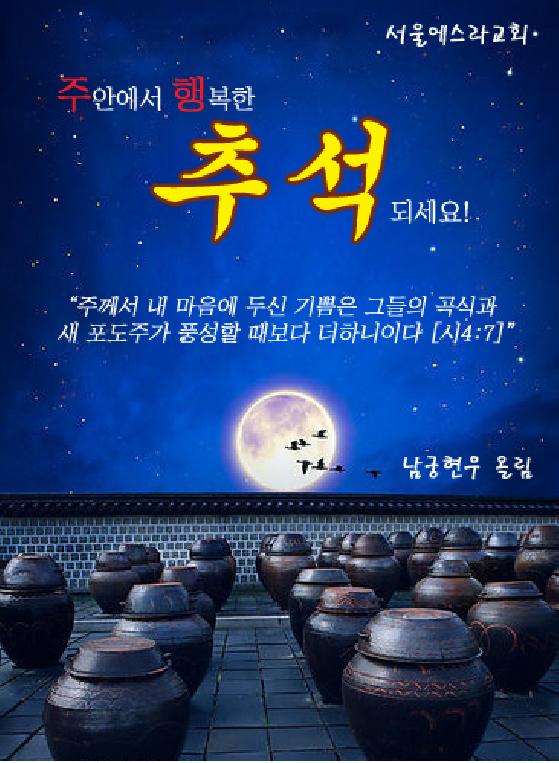 서울에스라교회
주안에서 행복한
추석
되세요!
"주께서 내 마음에 두신 기쁨은 그들의 곡식과
새 포도주가 풍성할 때보다 더하니이다 [시4:7]"
남궁현우 올림